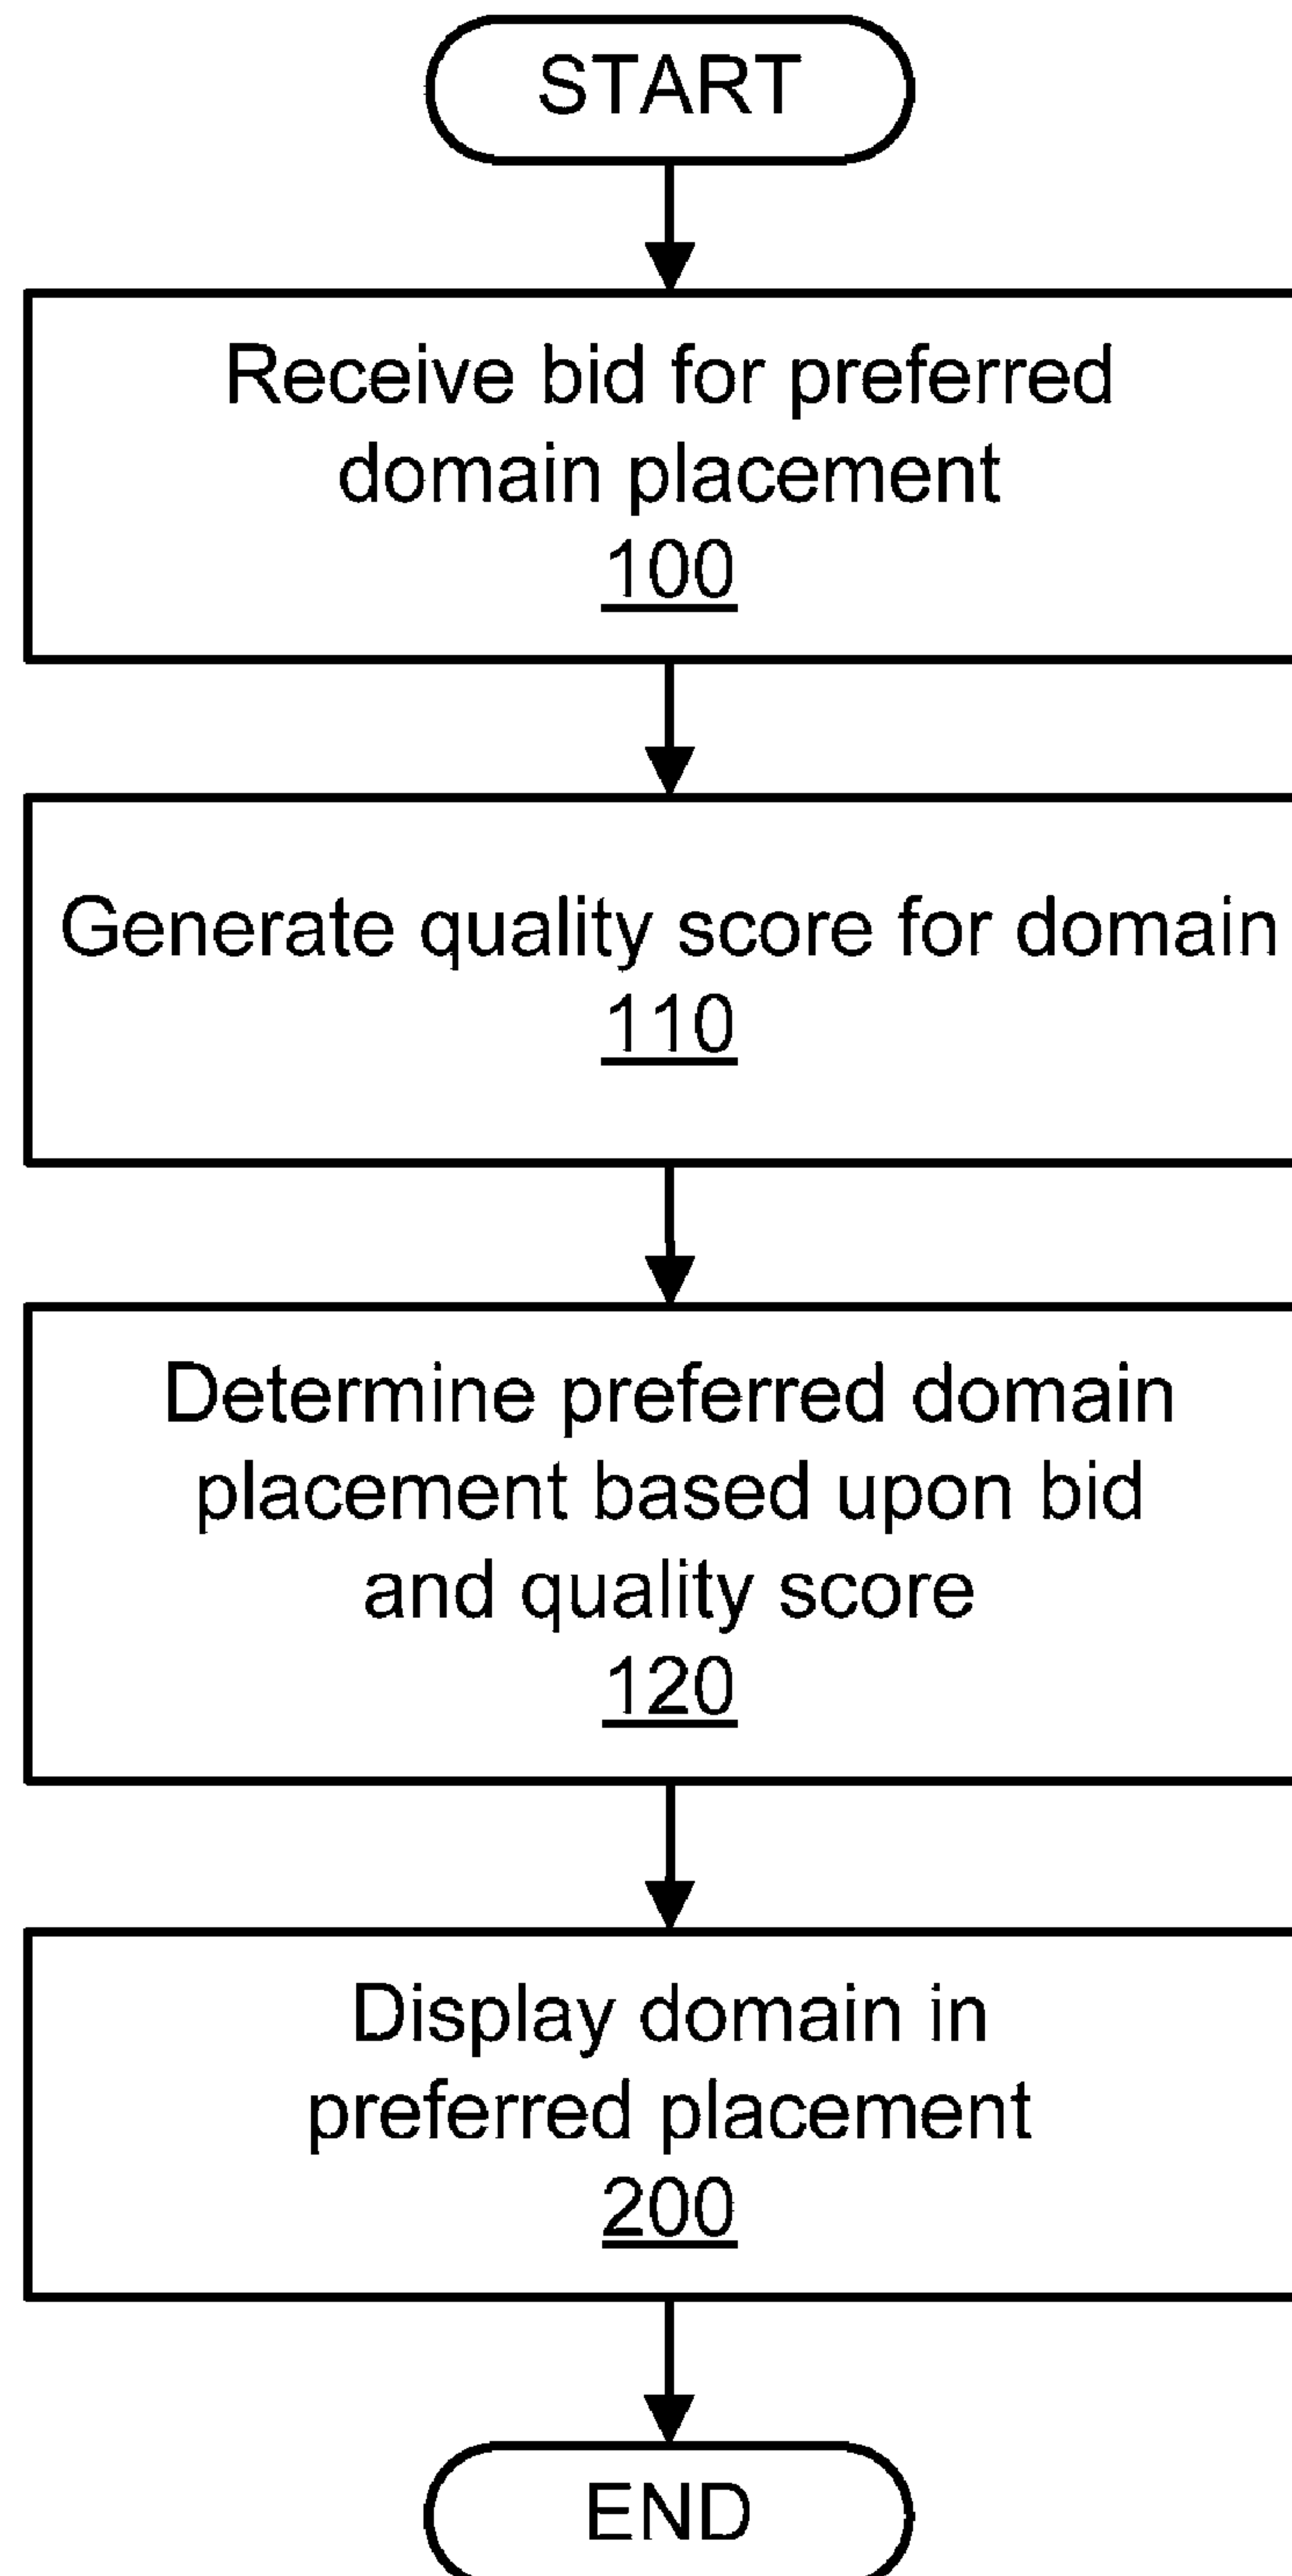 START
Receive bid for preferred
domain placement
100
Generate quality score for domain
110
Determine preferred domain
placement based upon bid
and quality score
120
Display domain in
preferred placement
200
END